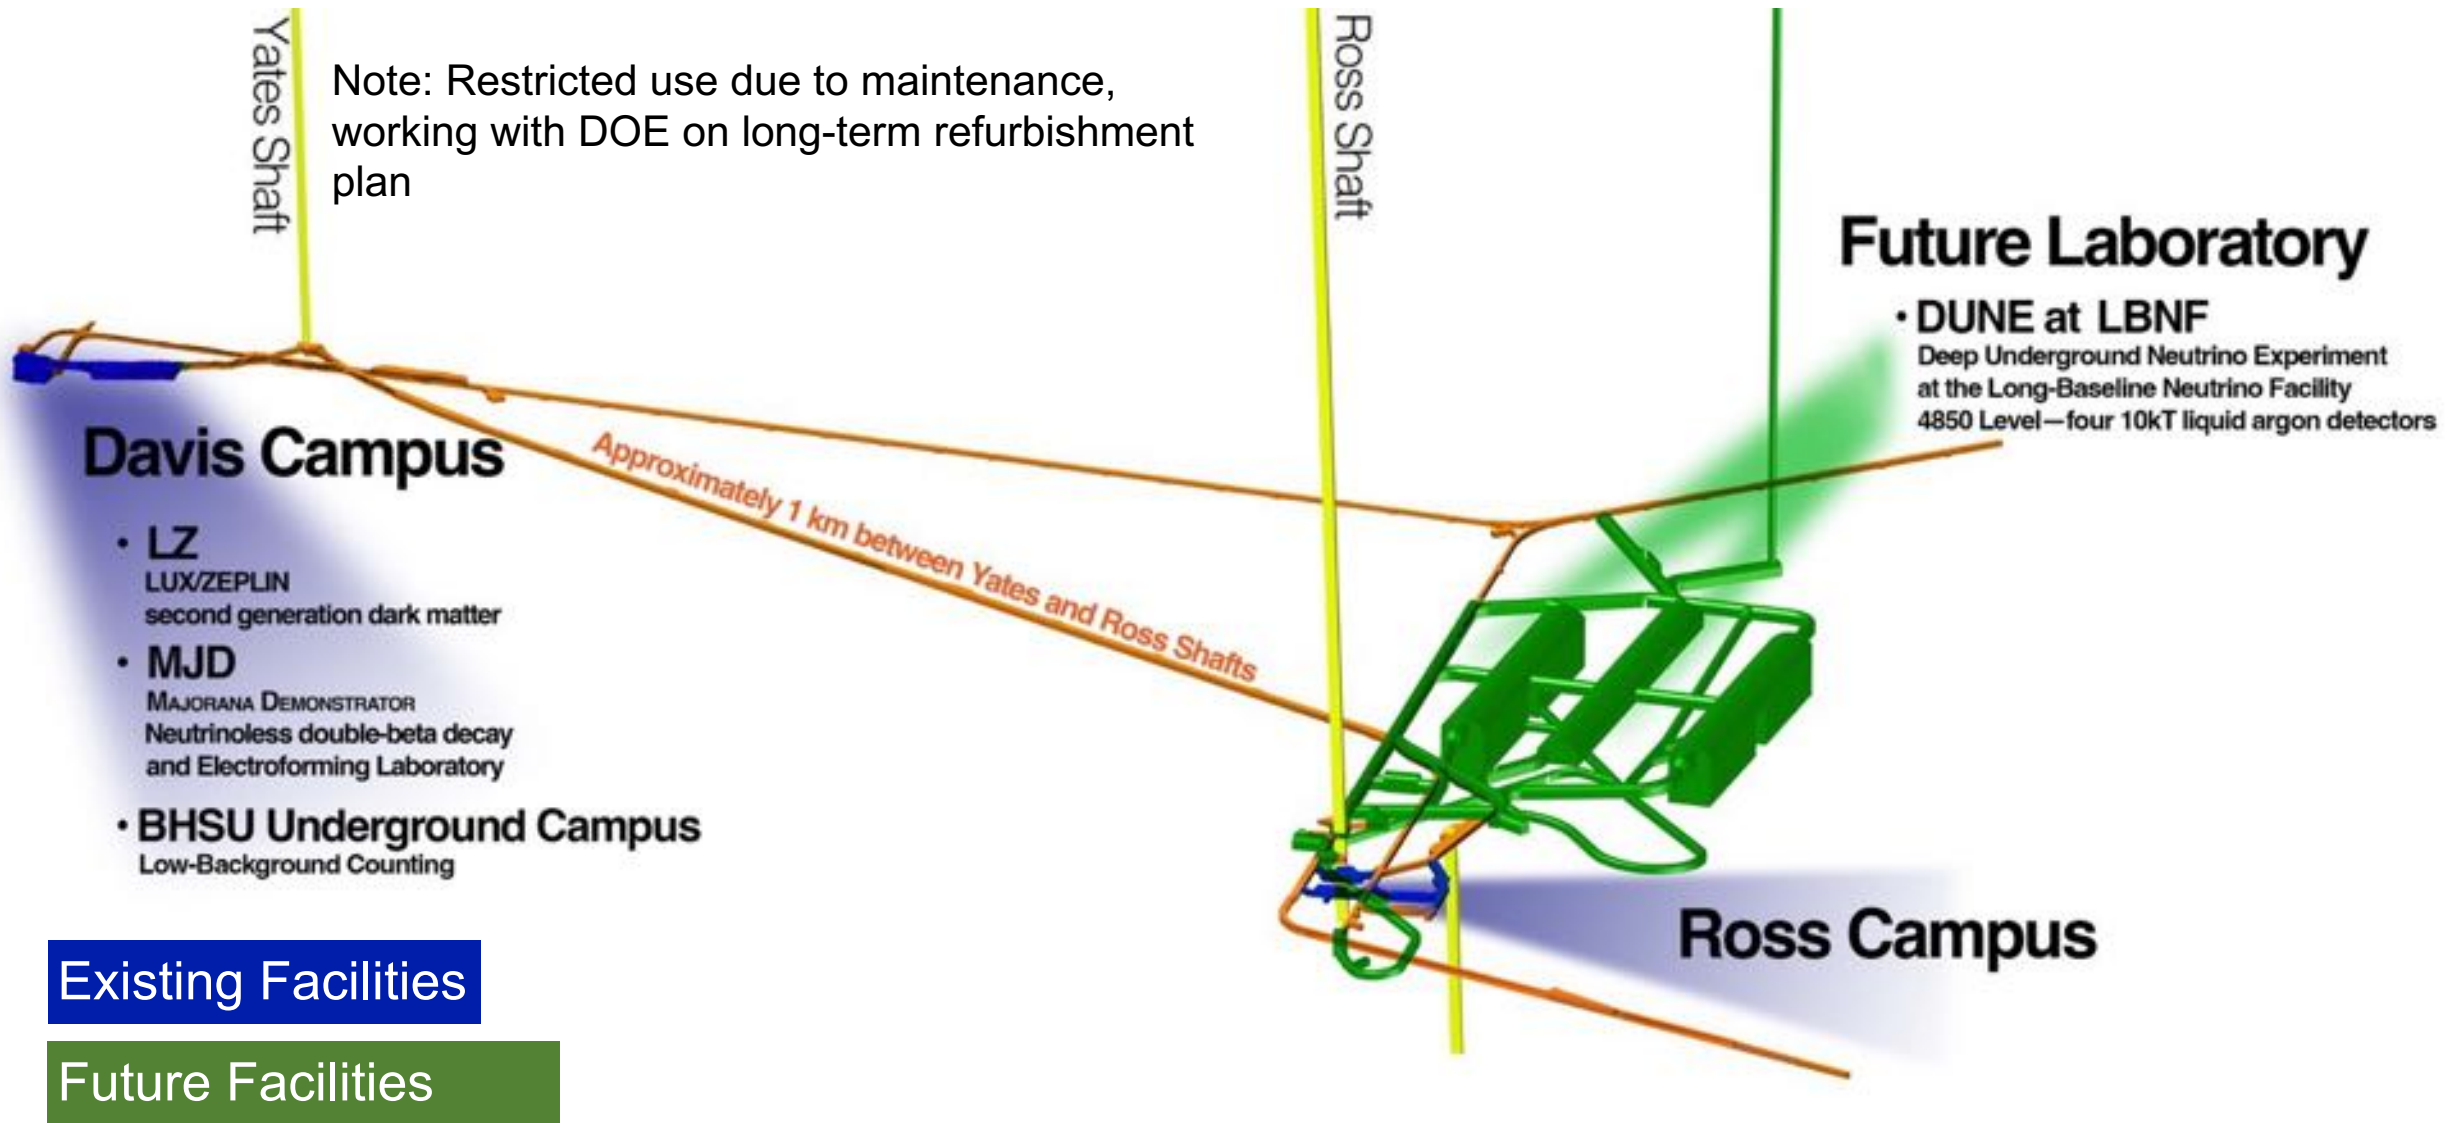 Yates Shaft
Note: Restricted use due to maintenance,
working with DOE on long-term refurbishment
plan
Ross Shaft
Future Laboratory
• DUNE at LBNF
Deep Underground Neutrino Experiment
at the Long-Baseline Neutrino Facility
4850 Level—four 10kT liquid argon detectors
Approximately 1 km between Yates and Ross Shafts
Davis Campus
• LZ
LUX/ZEPLIN
second generation dark matter
• MJD
MAJORANA DEMONSTRATOR
Neutrinoless double-beta decay
and Electroforming Laboratory
• BHSU Underground Campus
Low-Background Counting
Ross Campus
Existing Facilities
Future Facilities